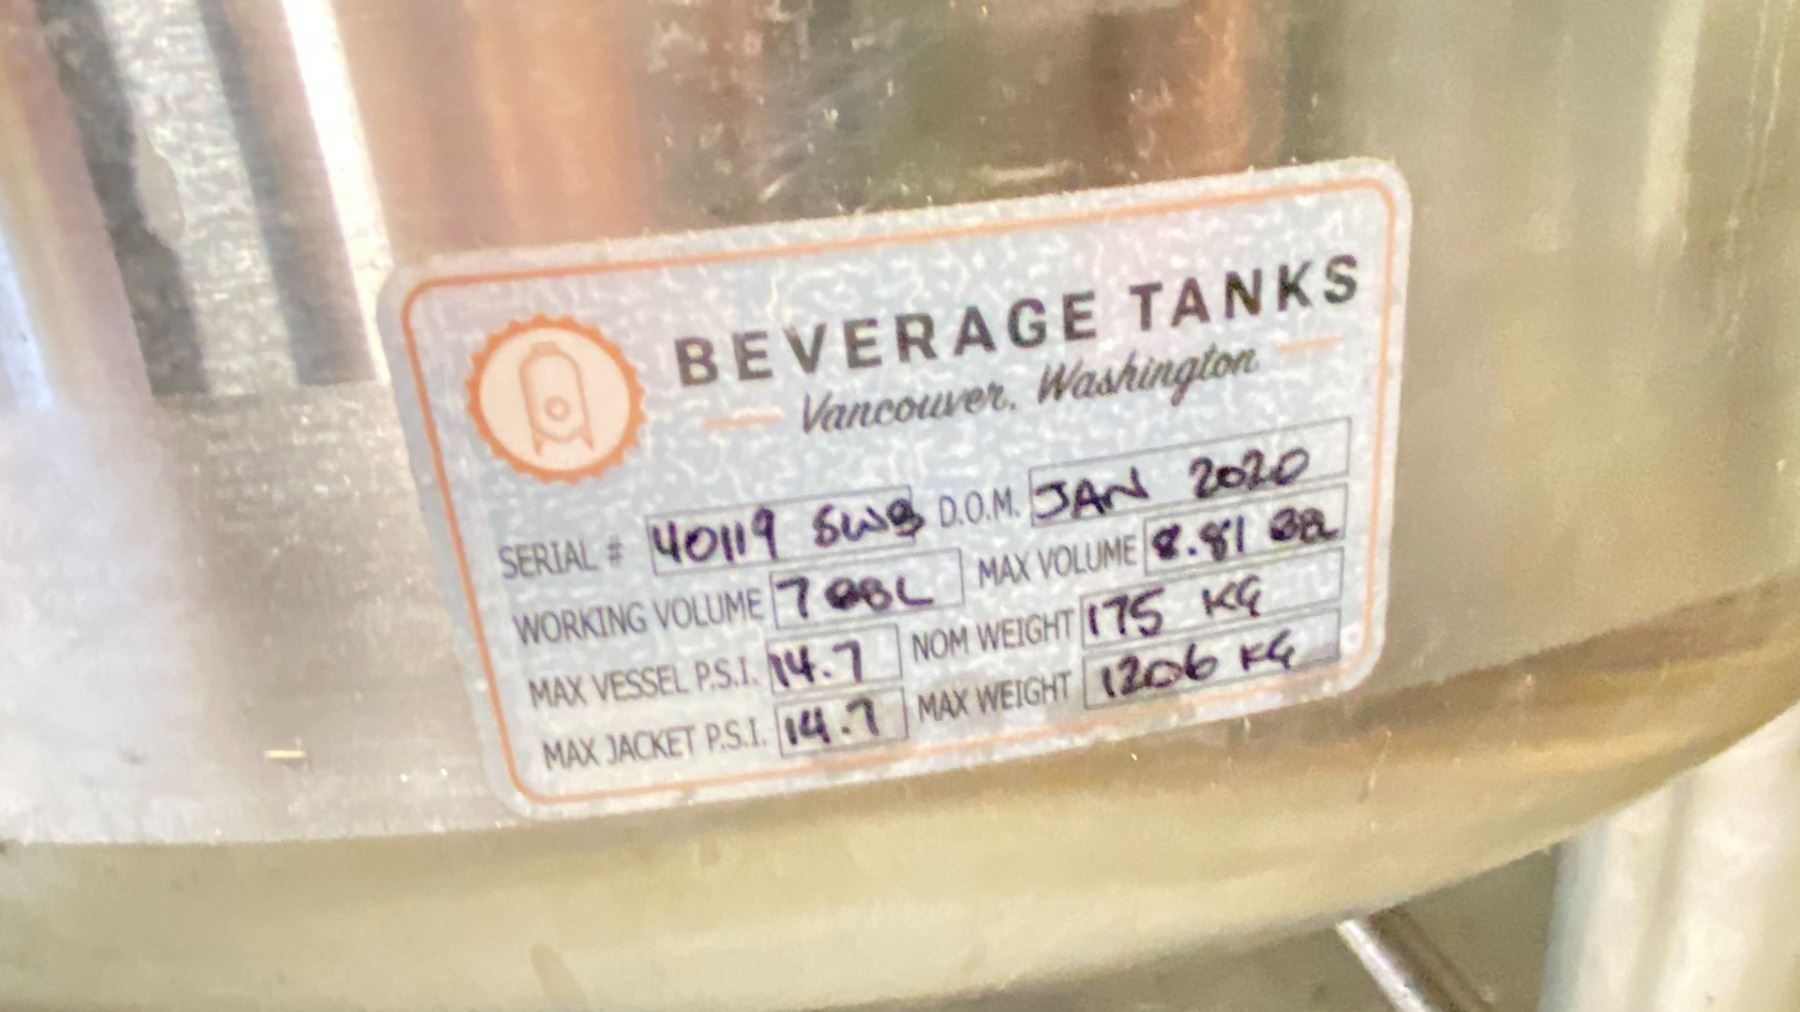 BEVERAGE TANKS
Vancouver, Washington
SERIAL # 40119 SWB D.O.M. JAN 2020
WORKING VOLUME 7 BBL MAX VOLUME 8.81 BBL
MAX VESSEL P.S.I. 14.7 NOM WEIGHT 175 KG
MAX JACKET P.S.I. 14.7 MAX WEIGHT 1206 KG